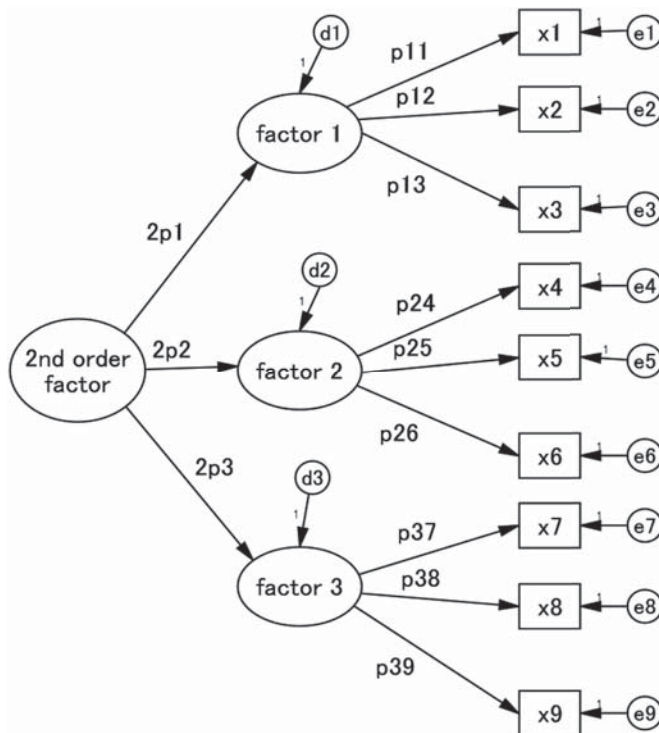 d1
p11
x1
1
e1
1
p12
x2
1
e2
factor 1
p13
x3
1
e3
2p1
d2
p24
x4
1
e4
1
2nd order
factor
2p2
factor 2
p25
x5
1
e5
p26
x6
1
e6
2p3
d3
p37
x7
1
e7
1
factor 3
p38
x8
1
e8
p39
x9
1
e9